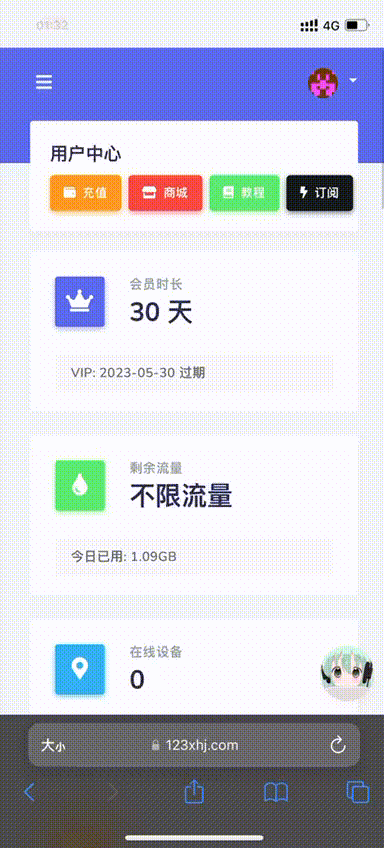 01:32 4G
用户中心
充值 商城 教程 订阅
会员时长
30 天
VIP: 2023-05-30 过期
剩余流量
不限流量
今日已用: 1.09GB
在线设备
0
大小 123xhj.com